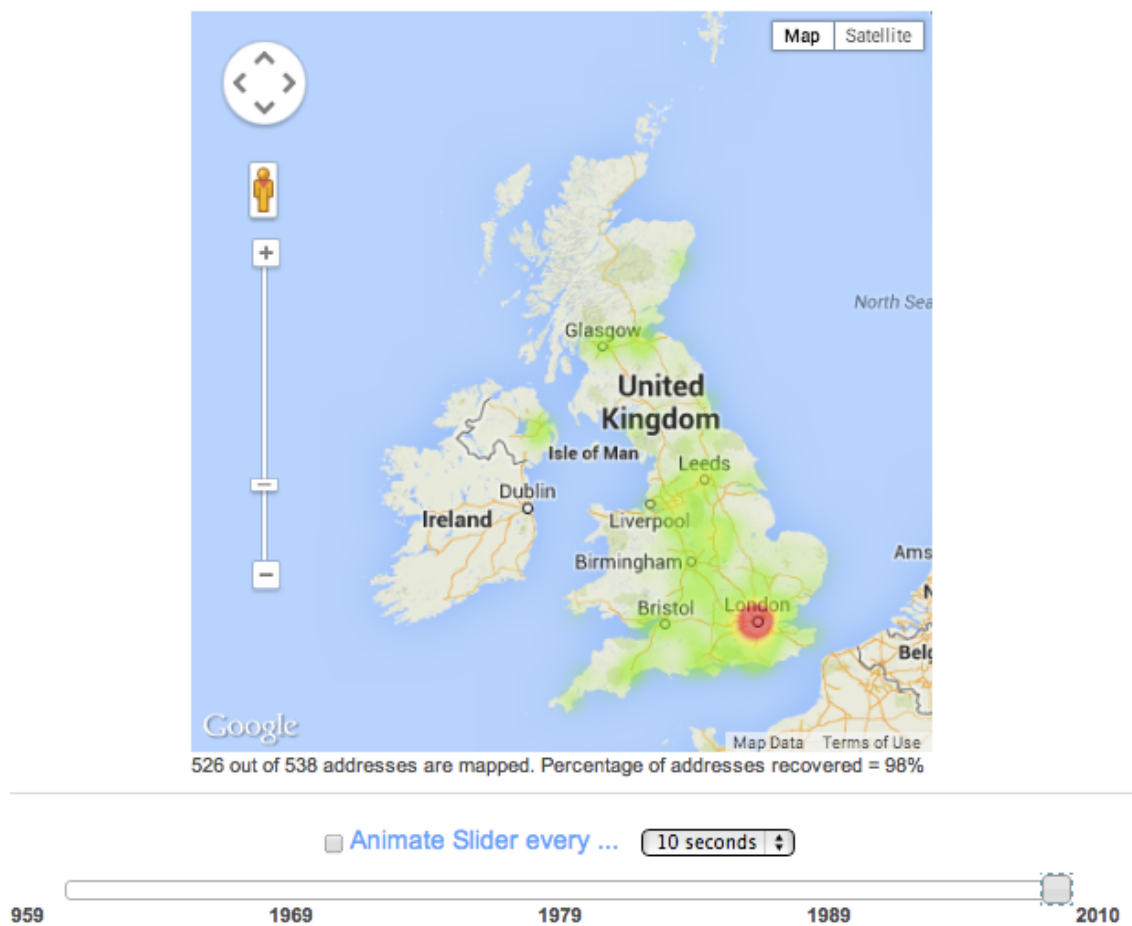 Map Satellite
North Sea
Glasgow
United
Kingdom
Isle of Man
Leeds
Dublin
Ireland
Liverpool
Ams
Birmingham
N
Bristol
London
Belg
Google
Map Data Terms of Use
526 out of 538 addresses are mapped. Percentage of addresses recovered = 98%
Animate Slider every ... 10 seconds
959 1969 1979 1989 2010